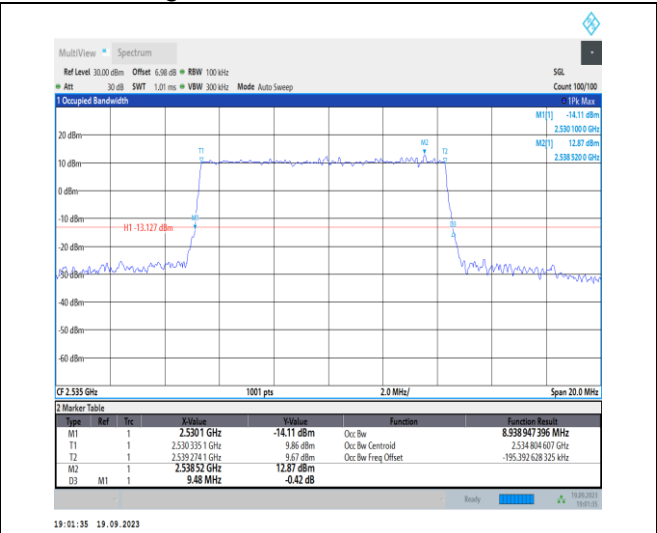 MultiView Spectrum
Ref Level 30.00 dBm Offset 6.98 dB RBW 100 kHz SGL
Att 30 dB SWT 1.01 ms VBW 300 kHz Mode Auto Sweep Count 100/100
1 Occupied Bandwidth 1Pk Max
M1[1] -14.11 dBm
2.530 100 0 GHz
M2[1] 12.87 dBm
2.538 520 0 GHz
20 dBm
M2
T1 T2
10 dBm
0 dBm
-10 dBm
H1 -13.127 dBm
-20 dBm
-30 dBm
-40 dBm
-50 dBm
-60 dBm
CF 2.535 GHz 1001 pts 2.0 MHz/ Span 20.0 MHz
2 Marker Table
Type Ref Trc X-Value Y-Value Function Function Result
M1 1 2.5301 GHz -14.11 dBm Occ Bw 8.938 947 396 MHz
T1 1 2.530 335 1 GHz 9.86 dBm Occ Bw Centroid 2.534 804 607 GHz
T2 1 2.539 274 1 GHz 9.67 dBm Occ Bw Freq Offset -195.392 628 325 kHz
M2 1 2.538 52 GHz 12.87 dBm
D3 M1 1 9.48 MHz -0.42 dB
Ready 19.09.2023
19:01:35
19:01:35 19.09.2023